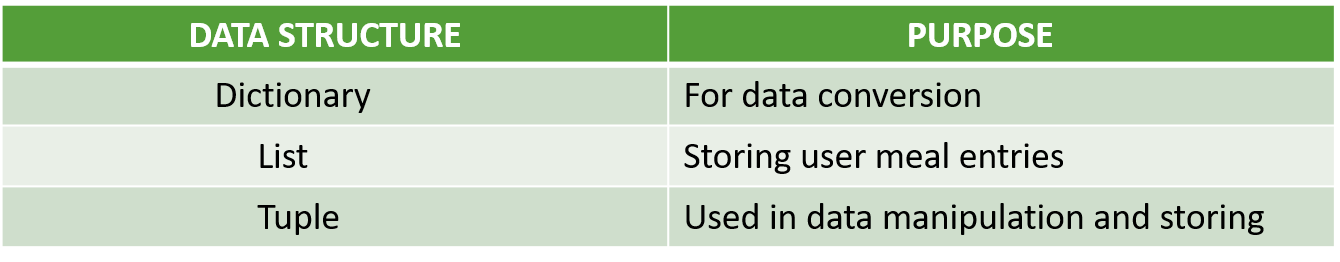 DATA STRUCTURE PURPOSE
Dictionary For data conversion
List Storing user meal entries
Tuple Used in data manipulation and storing